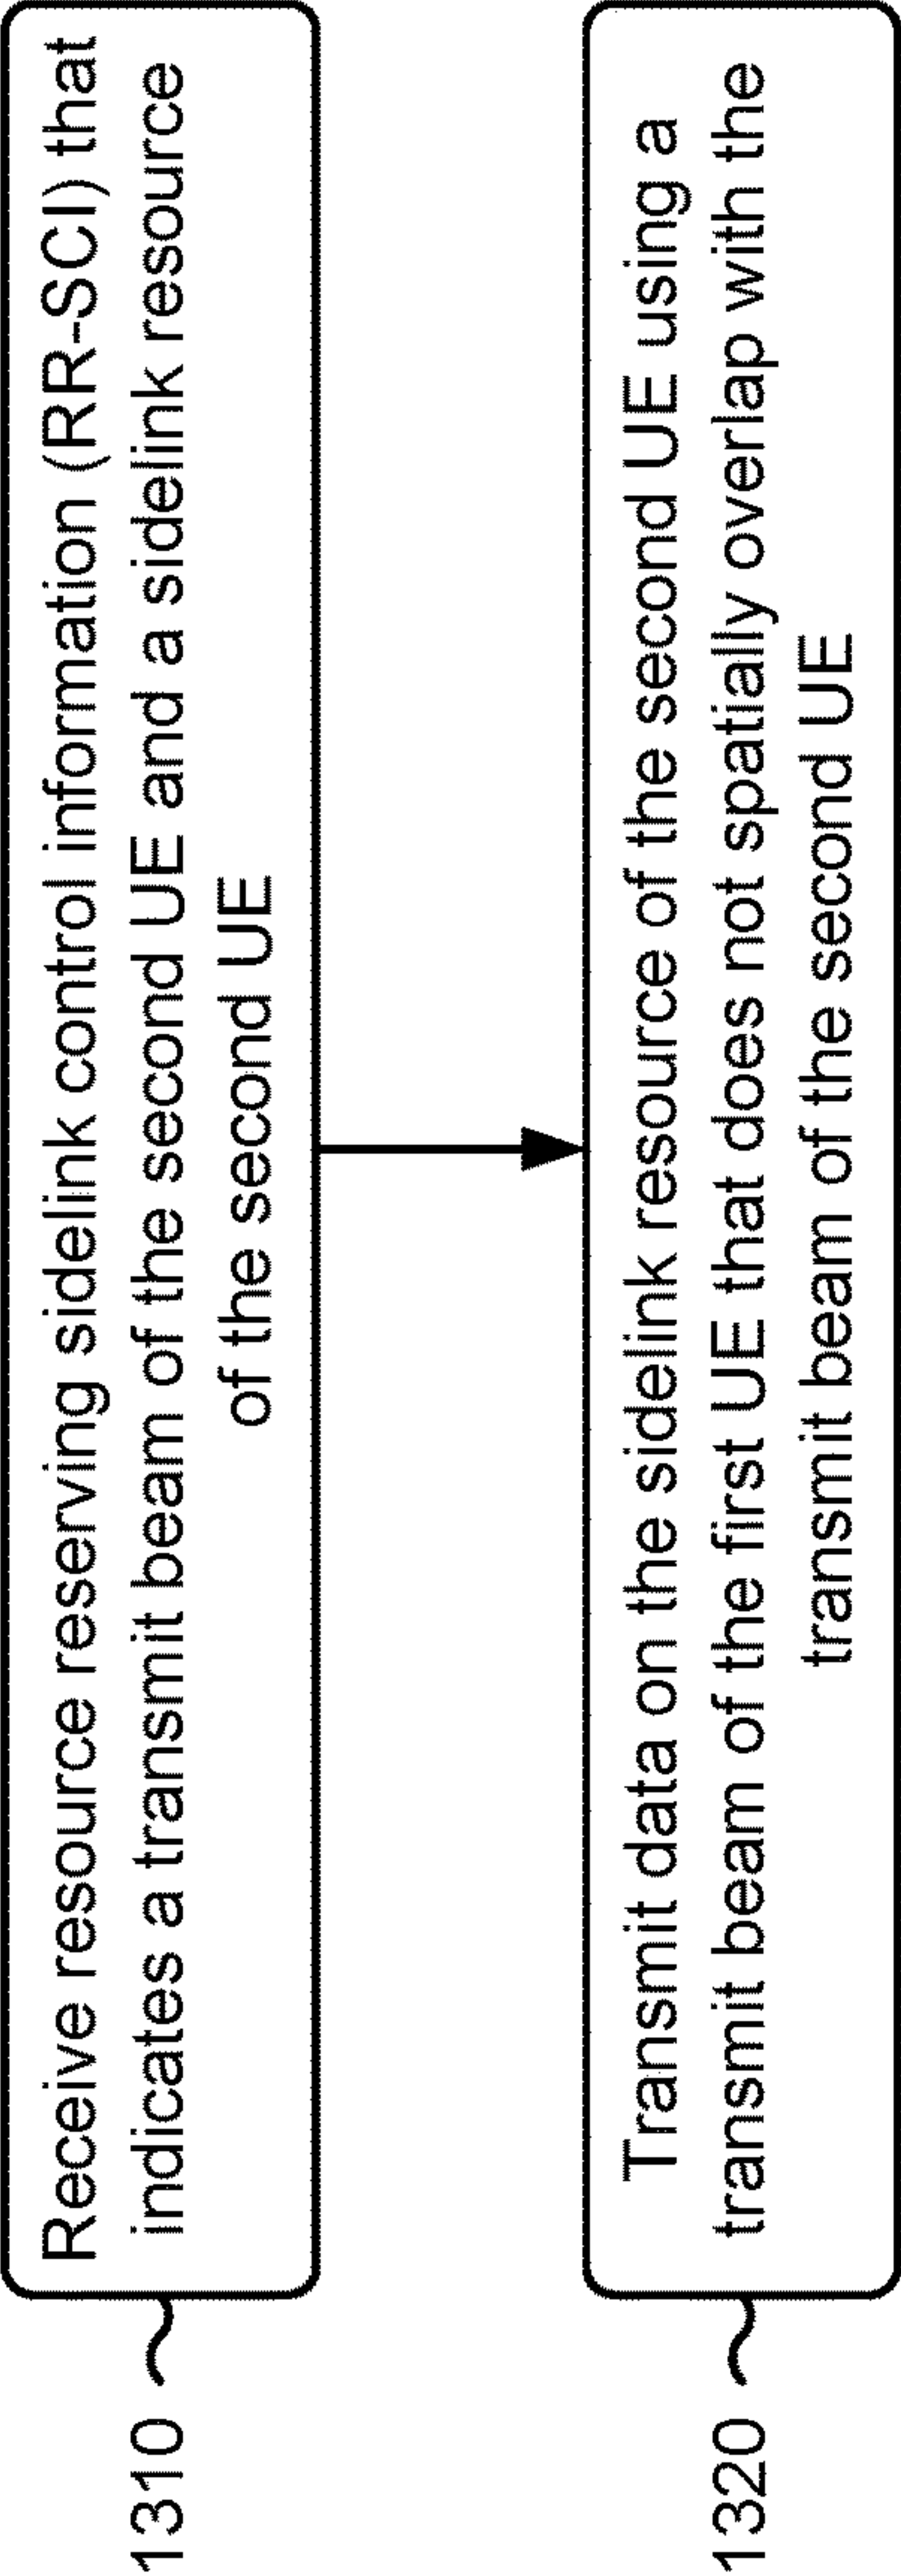 1310
Receive resource reserving sidelink control information (RR-SCI) that
indicates a transmit beam of the second UE and a sidelink resource
of the second UE
1320
Transmit data on the sidelink resource of the second UE using a
transmit beam of the first UE that does not spatially overlap with the
transmit beam of the second UE